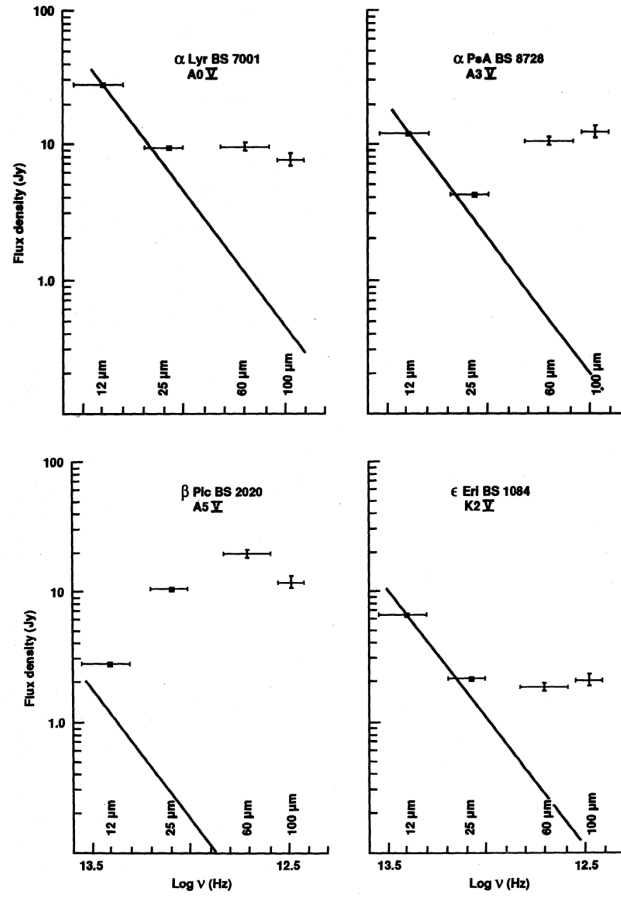 100
10
1.0
Flux density (Jy)
α Lyr BS 7001
A0 V
12 µm
25 µm
60 µm
100 µm
α PsA BS 8728
A3 V
12 µm
25 µm
60 µm
100 µm
100
10
1.0
Flux density (Jy)
β Pic BS 2020
A5 V
12 µm
25 µm
60 µm
100 µm
13.5
12.5
Log ν (Hz)
ϵ Eri BS 1084
K2 V
12 µm
25 µm
60 µm
100 µm
13.5
12.5
Log ν (Hz)